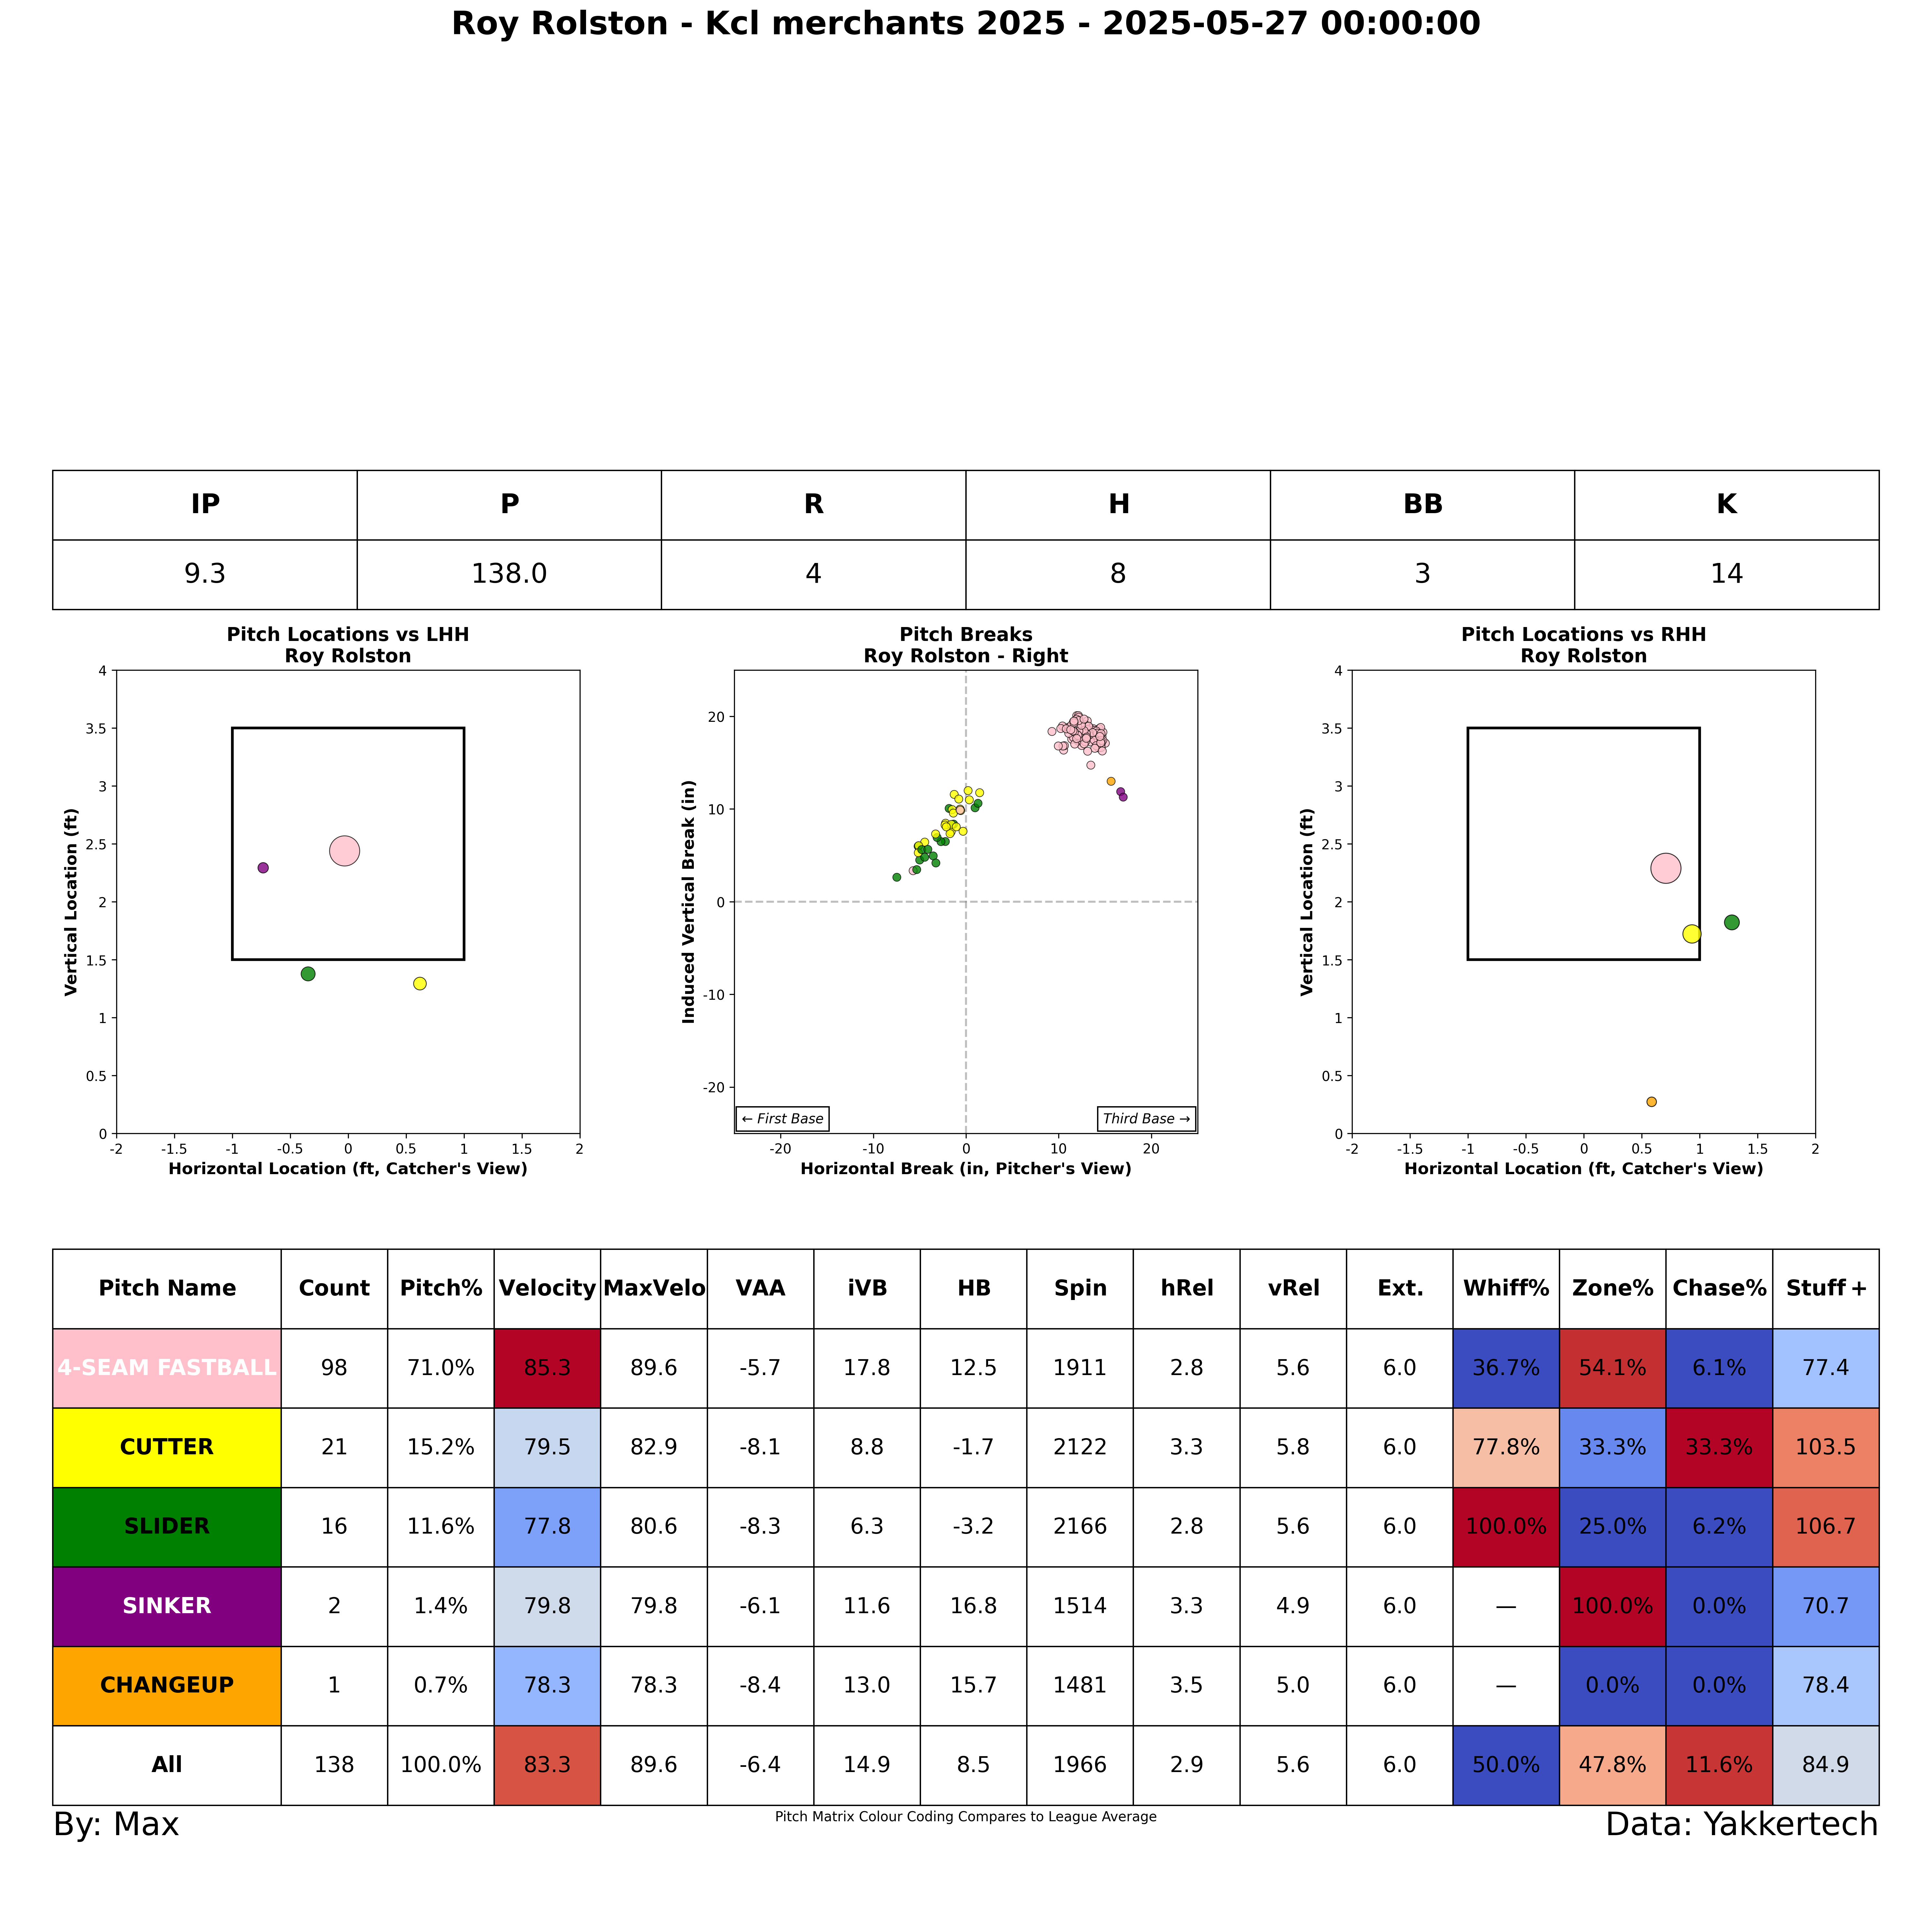 Roy Rolston - Kcl merchants 2025 - 2025-05-27 00:00:00
IP P R H BB K
9.3 138.0 4 8 3 14
Pitch Locations vs LHH
Roy Rolston
4
3.5
3
2.5
2
1.5
1
0.5
0
Vertical Location (ft)
-2 -1.5 -1 -0.5 0 0.5 1 1.5 2
Horizontal Location (ft, Catcher's View)
Pitch Breaks
Roy Rolston - Right
20
10
0
-10
-20
Induced Vertical Break (in)
← First Base Third Base →
-20 -10 0 10 20
Horizontal Break (in, Pitcher's View)
Pitch Locations vs RHH
Roy Rolston
4
3.5
3
2.5
2
1.5
1
0.5
0
Vertical Location (ft)
-2 -1.5 -1 -0.5 0 0.5 1 1.5 2
Horizontal Location (ft, Catcher's View)
Pitch Name Count Pitch% Velocity MaxVelo VAA iVB HB Spin hRel vRel Ext. Whiff% Zone% Chase% Stuff +
4-SEAM FASTBALL 98 71.0% 85.3 89.6 -5.7 17.8 12.5 1911 2.8 5.6 6.0 36.7% 54.1% 6.1% 77.4
CUTTER 21 15.2% 79.5 82.9 -8.1 8.8 -1.7 2122 3.3 5.8 6.0 77.8% 33.3% 33.3% 103.5
SLIDER 16 11.6% 77.8 80.6 -8.3 6.3 -3.2 2166 2.8 5.6 6.0 100.0% 25.0% 6.2% 106.7
SINKER 2 1.4% 79.8 79.8 -6.1 11.6 16.8 1514 3.3 4.9 6.0 — 100.0% 0.0% 70.7
CHANGEUP 1 0.7% 78.3 78.3 -8.4 13.0 15.7 1481 3.5 5.0 6.0 — 0.0% 0.0% 78.4
All 138 100.0% 83.3 89.6 -6.4 14.9 8.5 1966 2.9 5.6 6.0 50.0% 47.8% 11.6% 84.9
By: Max
Pitch Matrix Colour Coding Compares to League Average
Data: Yakkertech